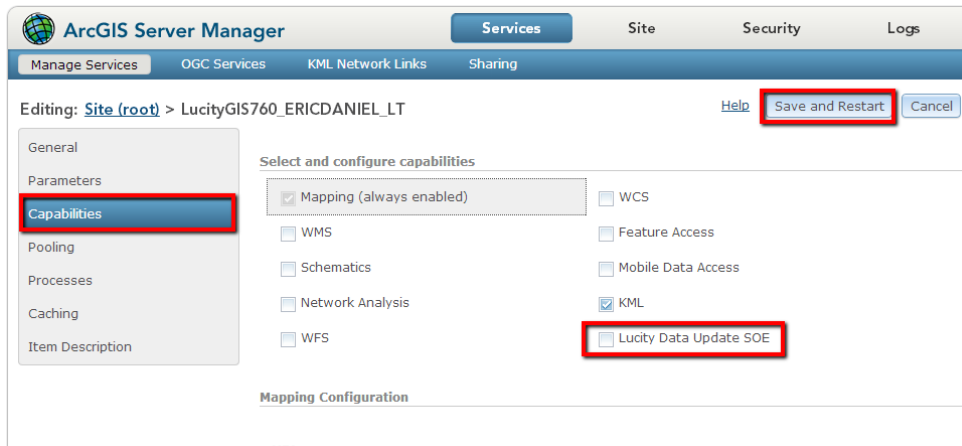 ArcGIS Server Manager
Services Site Security Logs
Manage Services OGC Services KML Network Links Sharing
Editing: Site (root) > LucityGIS760_ERICDANIEL_LT
Help Save and Restart Cancel
General
Parameters
Capabilities
Pooling
Processes
Caching
Item Description
Select and configure capabilities
Mapping (always enabled) WCS
WMS Feature Access
Schematics Mobile Data Access
Network Analysis KML
WFS Lucity Data Update SOE
Mapping Configuration